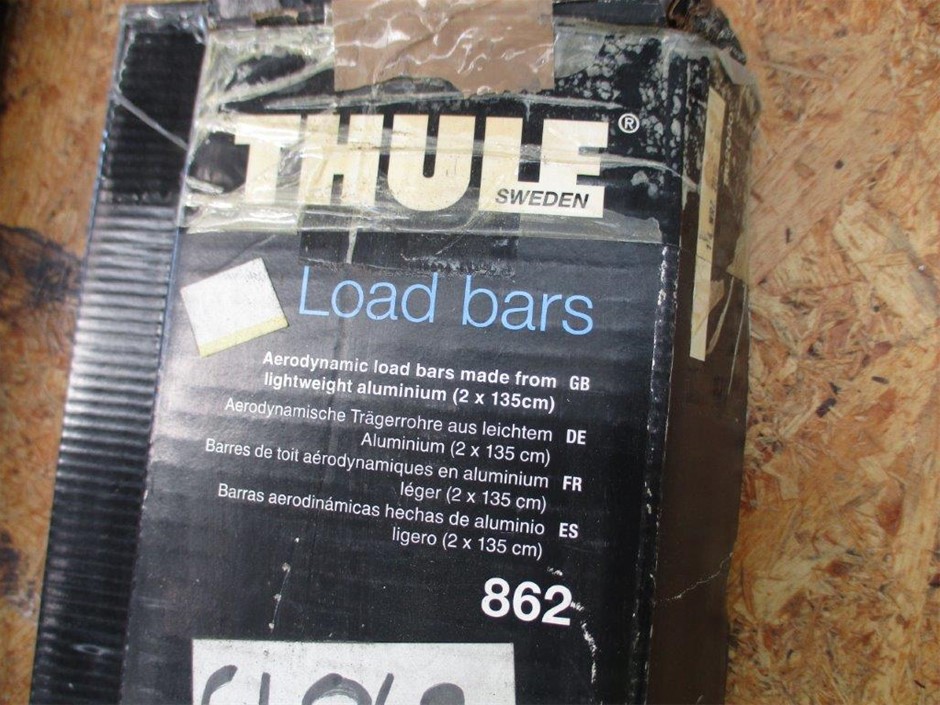 THULE®
SWEDEN
Load bars
Aerodynamic load bars made from GB
lightweight aluminium (2 x 135cm)
Aerodynamische Trägerrohre aus leichtem DE
Aluminium (2 x 135 cm)
Barres de toit aérodynamiques en aluminium FR
léger (2 x 135 cm)
Barras aerodinámicas hechas de aluminio ES
ligero (2 x 135 cm)
862